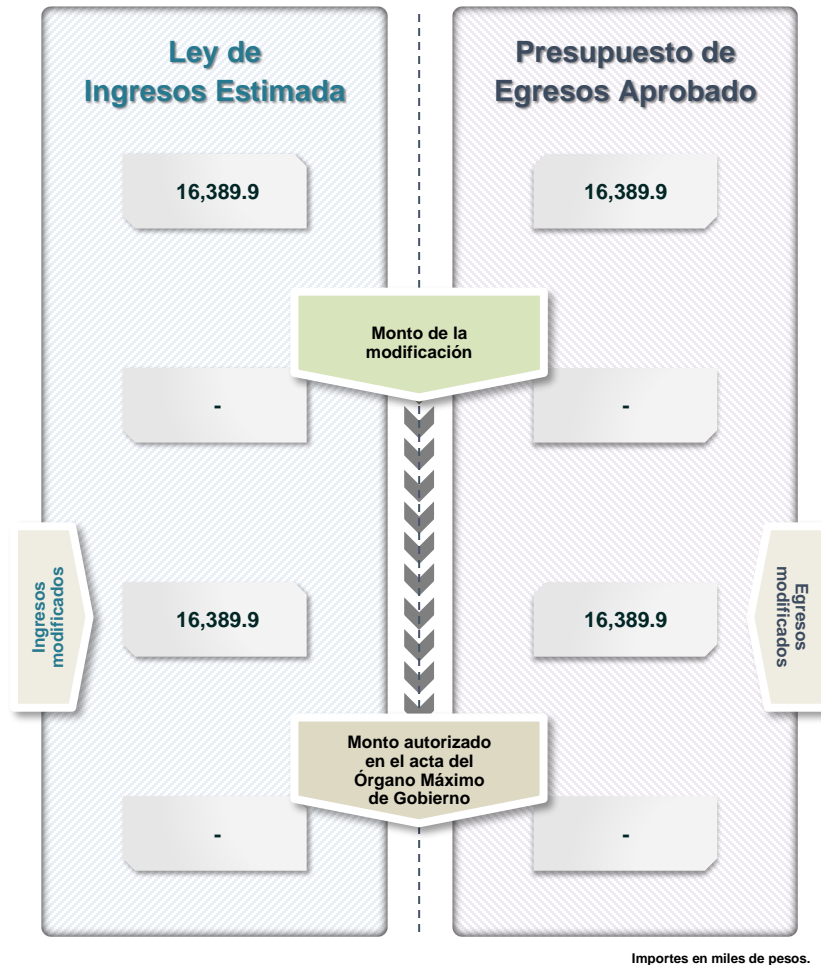 Ley de
Ingresos Estimada
Presupuesto de
Egresos Aprobado
16,389.9
16,389.9
Monto de la
modificación
-
-
Ingresos
modificados
16,389.9
16,389.9
Egresos
modificados
Monto autorizado
en el acta del
Órgano Máximo
de Gobierno
-
-
Importes en miles de pesos.